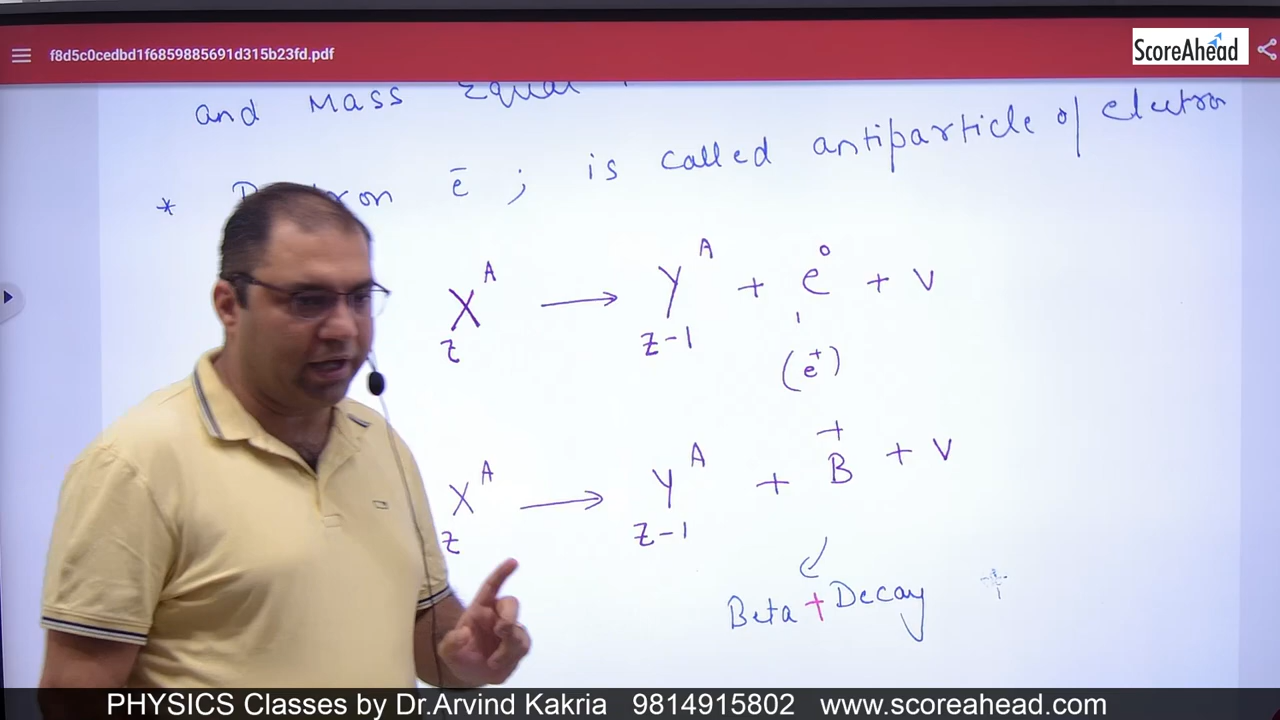 f8d5c0cedbd1f6859885691d315b23fd.pdf
ScoreAhead
and Mass Equal
* ē ; is called antiparticle of electron
X A Z → Y A Z-1 + e 0 1 + ν
(e+)
X A Z → Y A Z-1 + B+ + ν
Beta + Decay
PHYSICS Classes by Dr.Arvind Kakria 9814915802 www.scoreahead.com